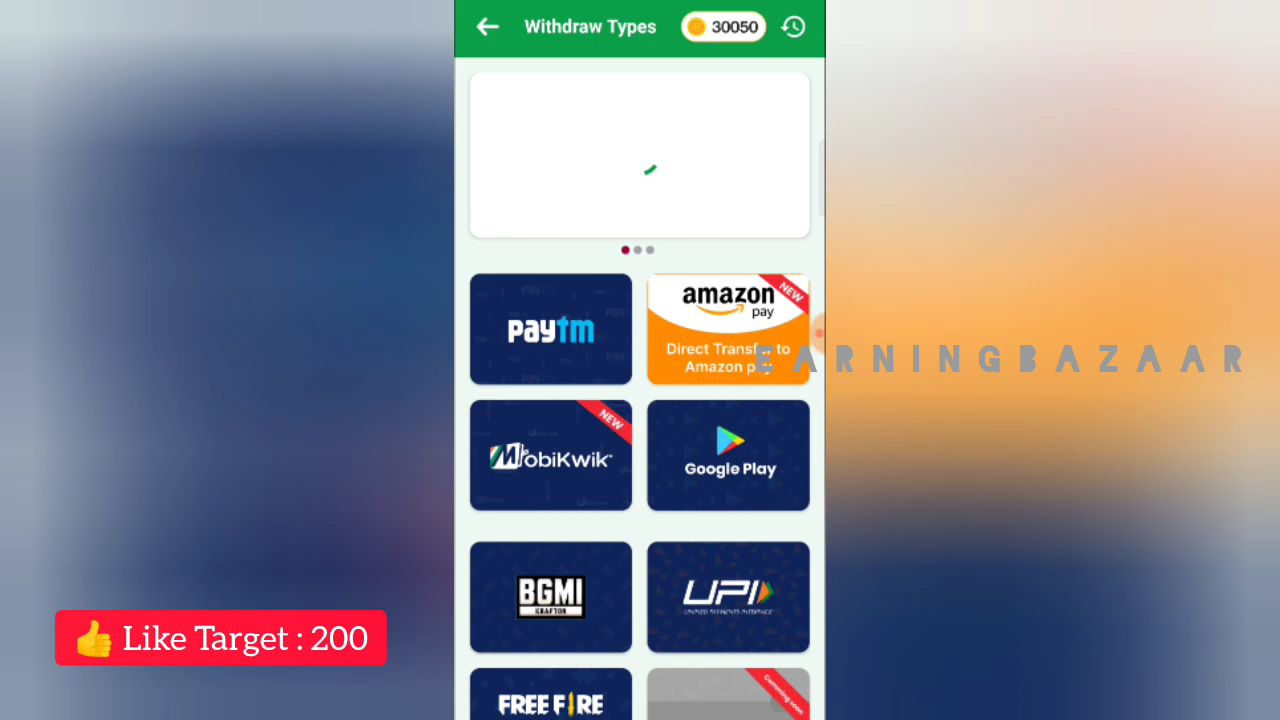 Withdraw Types
30050
paytm
amazon
pay
NEW
Direct Transfer to
Amazon pay
EARNINGBAZAAR
MobiKwik
NEW
Google Play
BGMI
KRAFTON
UPI
UNIFIED PAYMENTS INTERFACE
👍 Like Target : 200
FREE FIRE
Comming soon